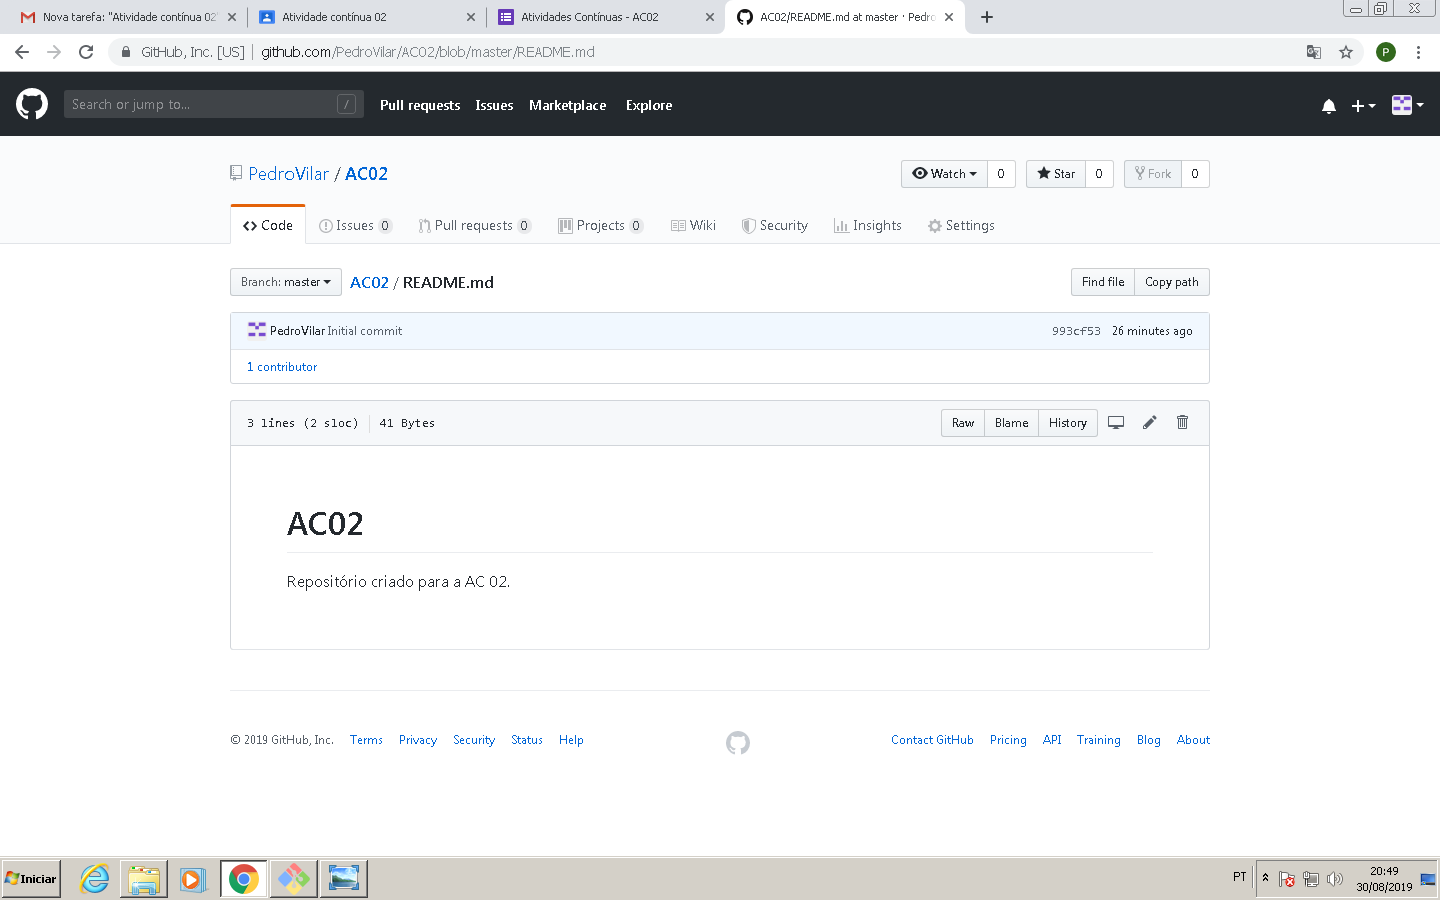 Nova tarefa: "Atividade contínua 02"
Atividade contínua 02
Atividades Contínuas - AC02
AC02/README.md at master · Pedro
GitHub, Inc. [US] | github.com/PedroVilar/AC02/blob/master/README.md
P
Search or jump to... /
Pull requests Issues Marketplace Explore
PedroVilar / AC02
Watch 0 Star 0 Fork 0
Code Issues 0 Pull requests 0 Projects 0 Wiki Security Insights Settings
Branch: master AC02 / README.md Find file Copy path
PedroVilar Initial commit 993cf53 26 minutes ago
1 contributor
3 lines (2 sloc) 41 Bytes Raw Blame History
AC02
Repositório criado para a AC 02.
© 2019 GitHub, Inc. Terms Privacy Security Status Help Contact GitHub Pricing API Training Blog About
Iniciar PT 20:49
30/08/2019